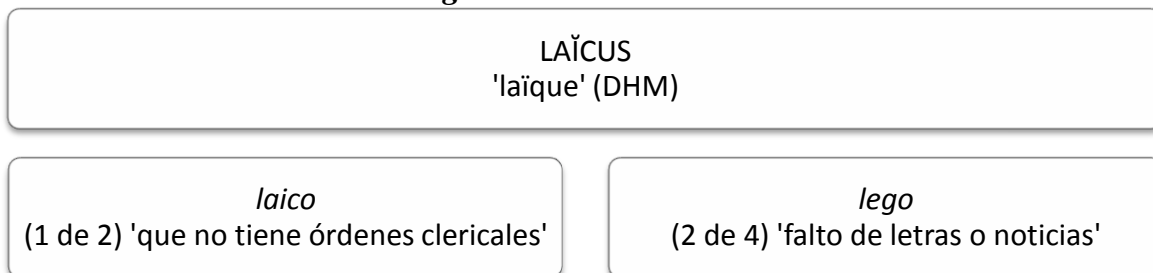 LAĬCUS
'laïque' (DHM)
laico
(1 de 2) 'que no tiene órdenes clericales'
lego
(2 de 4) 'falto de letras o noticias'